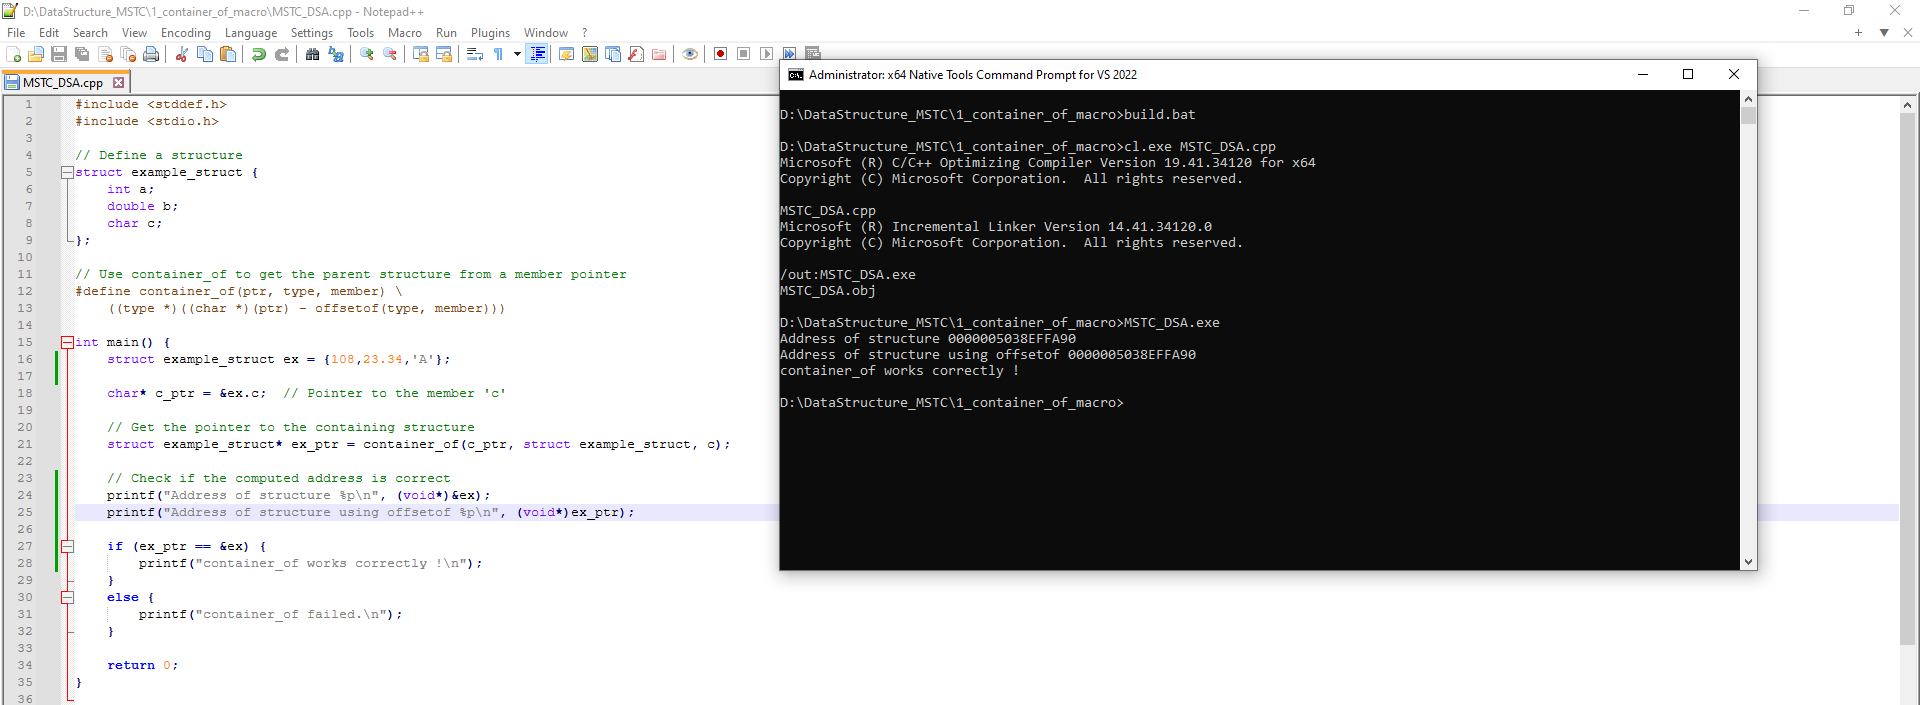 D:\DataStructure_MSTC\1_container_of_macro\MSTC_DSA.cpp - Notepad++
File Edit Search View Encoding Language Settings Tools Macro Run Plugins Window ?
MSTC_DSA.cpp
1 #include <stddef.h>
2 #include <stdio.h>
3
4 // Define a structure
5 struct example_struct {
6     int a;
7     double b;
8     char c;
9 };
10
11 // Use container_of to get the parent structure from a member pointer
12 #define container_of(ptr, type, member) \
13     ((type *)((char *)(ptr) - offsetof(type, member)))
14
15 int main() {
16     struct example_struct ex = {108,23.34,'A'};
17
18     char* c_ptr = &ex.c;  // Pointer to the member 'c'
19
20     // Get the pointer to the containing structure
21     struct example_struct* ex_ptr = container_of(c_ptr, struct example_struct, c);
22
23     // Check if the computed address is correct
24     printf("Address of structure %p\n", (void*)&ex);
25     printf("Address of structure using offsetof %p\n", (void*)ex_ptr);
26
27     if (ex_ptr == &ex) {
28         printf("container_of works correctly !\n");
29     }
30     else {
31         printf("container_of failed.\n");
32     }
33
34     return 0;
35 }
36
Administrator: x64 Native Tools Command Prompt for VS 2022
D:\DataStructure_MSTC\1_container_of_macro>build.bat
D:\DataStructure_MSTC\1_container_of_macro>cl.exe MSTC_DSA.cpp
Microsoft (R) C/C++ Optimizing Compiler Version 19.41.34120 for x64
Copyright (C) Microsoft Corporation.  All rights reserved.
MSTC_DSA.cpp
Microsoft (R) Incremental Linker Version 14.41.34120.0
Copyright (C) Microsoft Corporation.  All rights reserved.
/out:MSTC_DSA.exe
MSTC_DSA.obj
D:\DataStructure_MSTC\1_container_of_macro>MSTC_DSA.exe
Address of structure 0000005038EFFA90
Address of structure using offsetof 0000005038EFFA90
container_of works correctly !
D:\DataStructure_MSTC\1_container_of_macro>